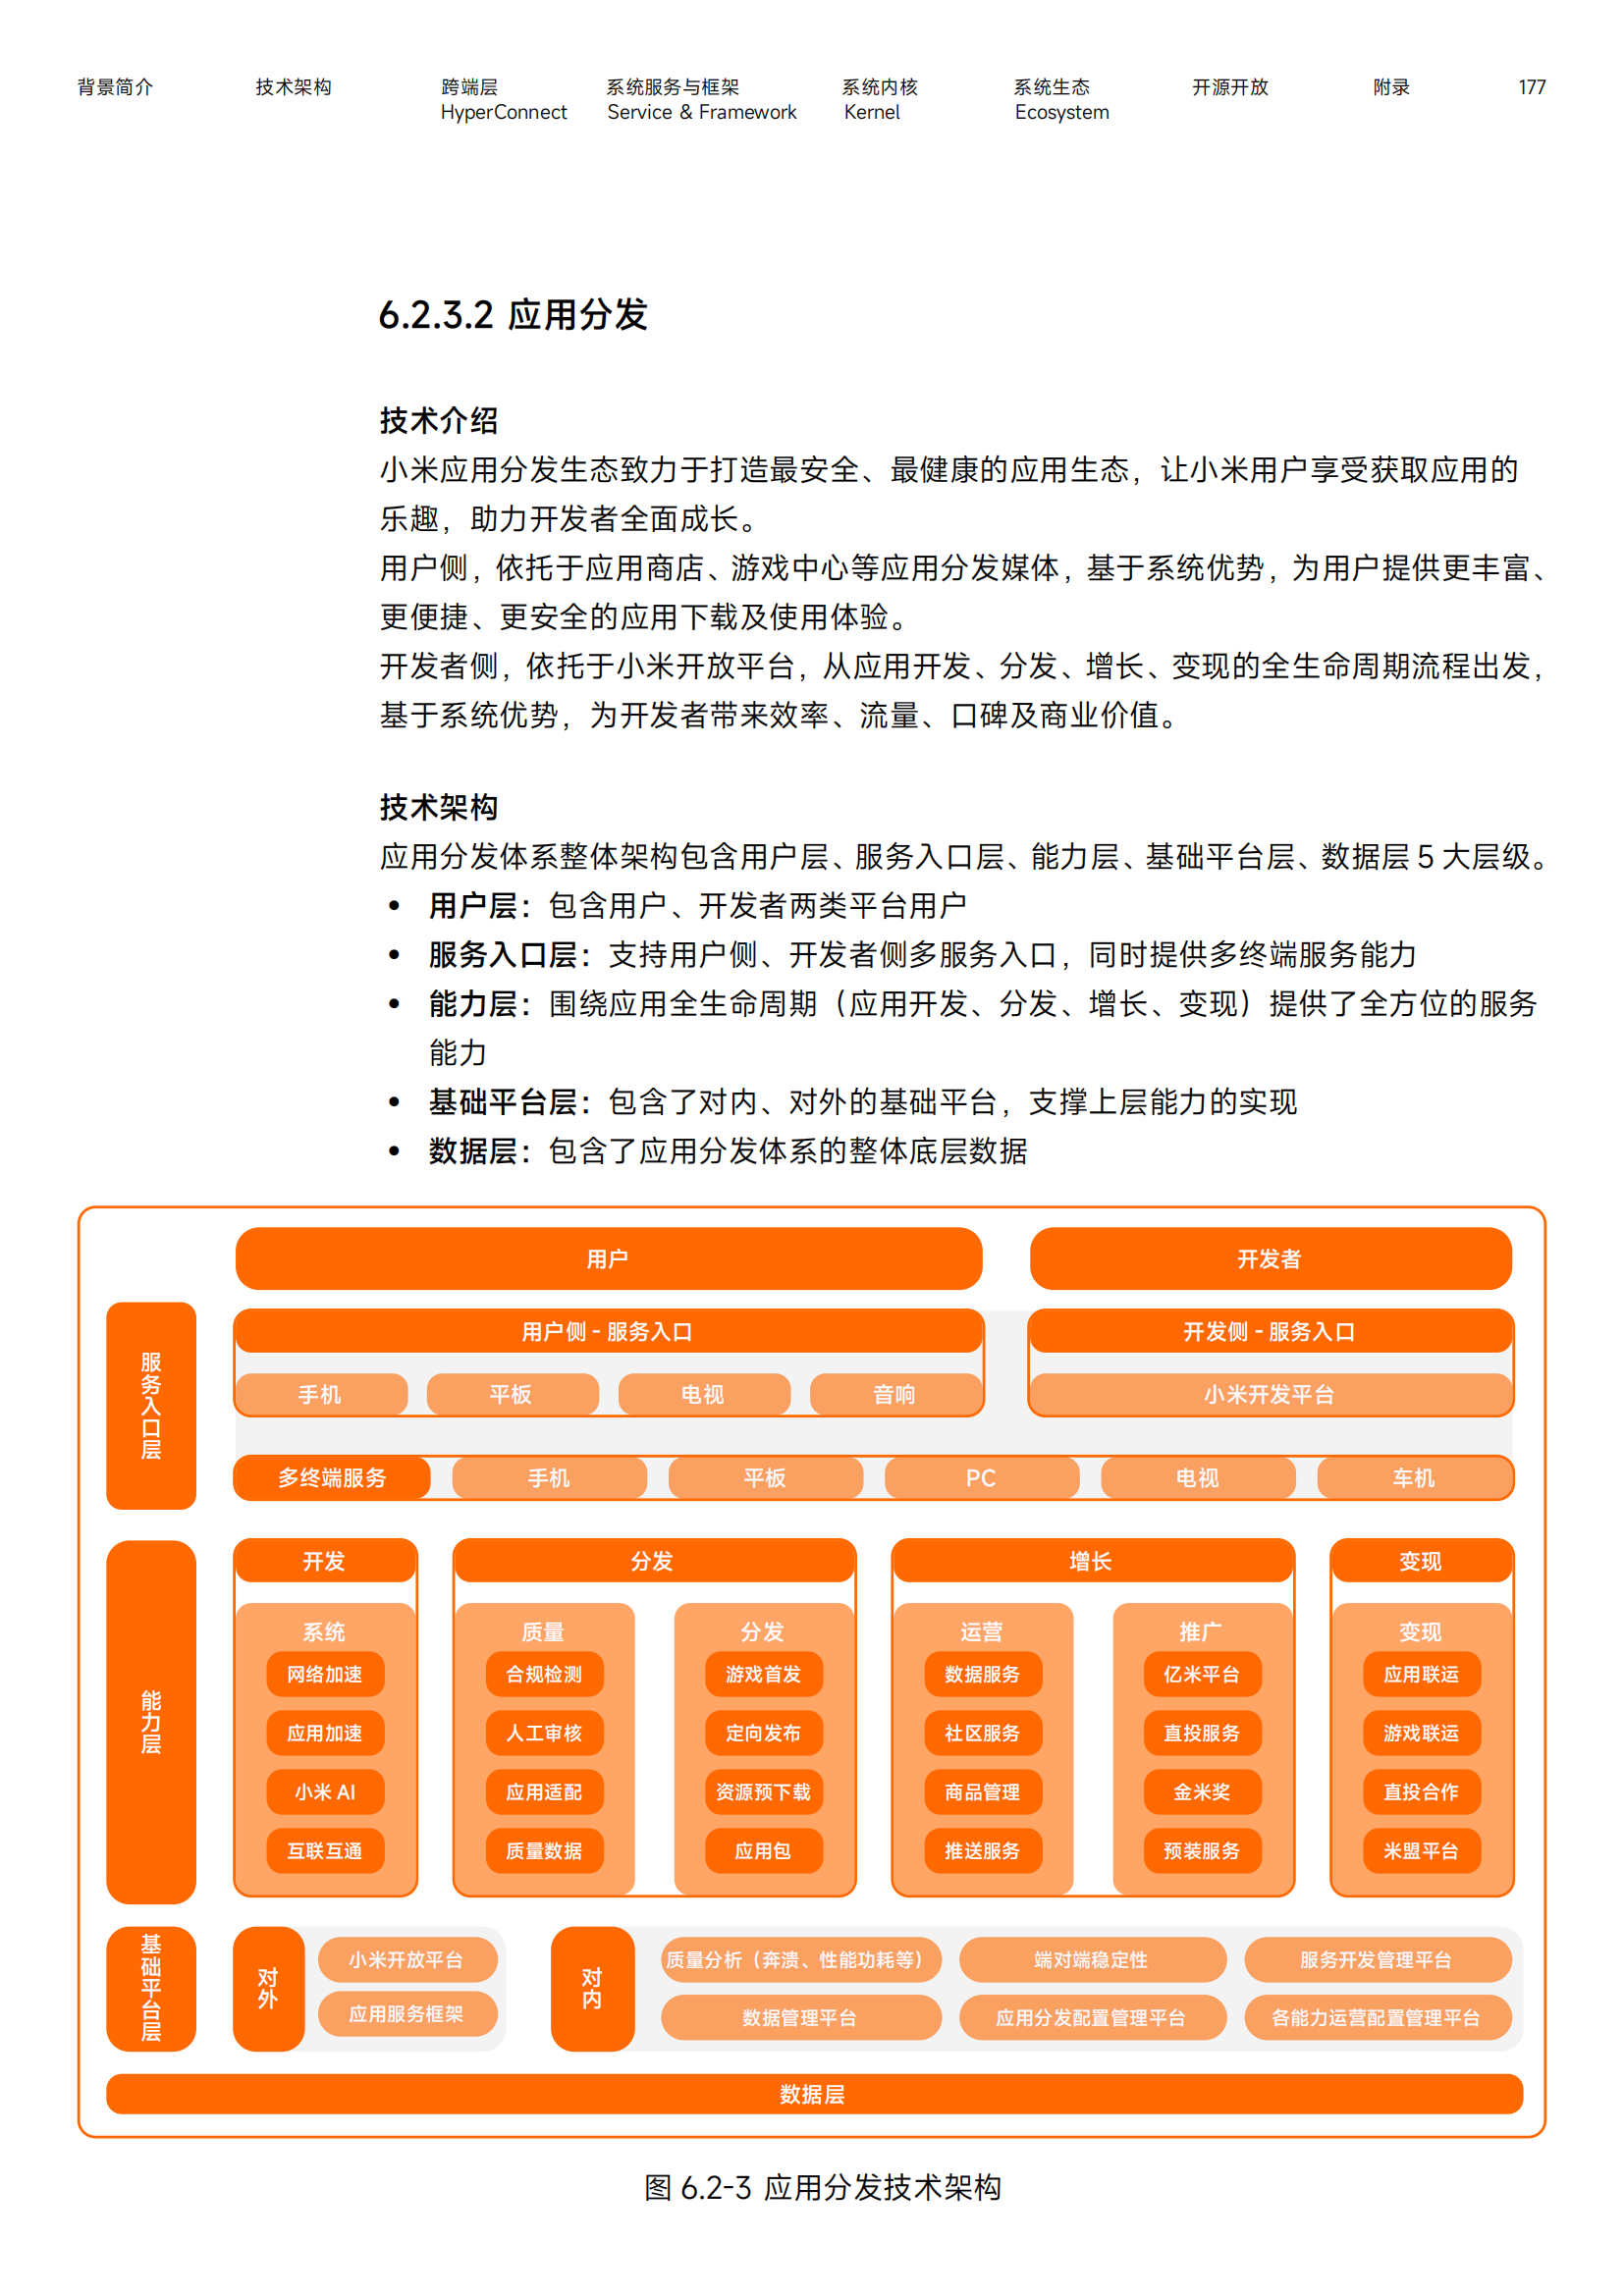 背景简介 技术架构 跨端层 系统服务与框架 系统内核 系统生态 开源开放 附录 177
HyperConnect Service & Framework Kernel Ecosystem
6.2.3.2 应用分发
技术介绍
小米应用分发生态致力于打造最安全、最健康的应用生态，让小米用户享受获取应用的
乐趣，助力开发者全面成长。
用户侧，依托于应用商店、游戏中心等应用分发媒体，基于系统优势，为用户提供更丰富、
更便捷、更安全的应用下载及使用体验。
开发者侧，依托于小米开放平台，从应用开发、分发、增长、变现的全生命周期流程出发，
基于系统优势，为开发者带来效率、流量、口碑及商业价值。
技术架构
应用分发体系整体架构包含用户层、服务入口层、能力层、基础平台层、数据层 5 大层级。
• 用户层：包含用户、开发者两类平台用户
• 服务入口层：支持用户侧、开发者侧多服务入口，同时提供多终端服务能力
• 能力层：围绕应用全生命周期（应用开发、分发、增长、变现）提供了全方位的服务
能力
• 基础平台层：包含了对内、对外的基础平台，支撑上层能力的实现
• 数据层：包含了应用分发体系的整体底层数据
用户 开发者
服务入口层
用户侧 - 服务入口 开发侧 - 服务入口
手机 平板 电视 音响 小米开发平台
多终端服务 手机 平板 PC 电视 车机
能力层
开发 分发 增长 变现
系统 质量 分发 运营 推广 变现
网络加速 合规检测 游戏首发 数据服务 亿米平台 应用联运
应用加速 人工审核 定向发布 社区服务 直投服务 游戏联运
小米 AI 应用适配 资源预下载 商品管理 金米奖 直投合作
互联互通 质量数据 应用包 推送服务 预装服务 米盟平台
基础平台层
对外
小米开放平台
应用服务框架
对内
质量分析（奔溃、性能功耗等） 端对端稳定性 服务开发管理平台
数据管理平台 应用分发配置管理平台 各能力运营配置管理平台
数据层
图 6.2-3 应用分发技术架构